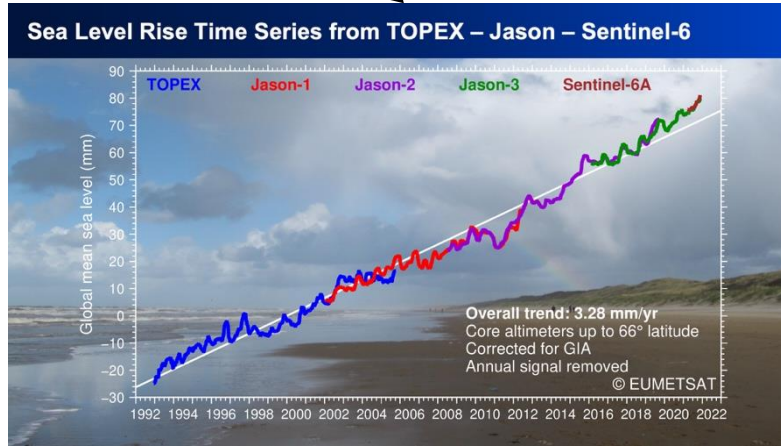 Sea Level Rise Time Series from TOPEX – Jason – Sentinel-6
90
80
70
60
50
40
30
20
10
0
−10
−20
−30
Global mean sea level (mm)
TOPEX Jason-1 Jason-2 Jason-3 Sentinel-6A
Overall trend: 3.28 mm/yr
Core altimeters up to 66° latitude
Corrected for GIA
Annual signal removed
© EUMETSAT
1992 1994 1996 1998 2000 2002 2004 2006 2008 2010 2012 2014 2016 2018 2020 2022